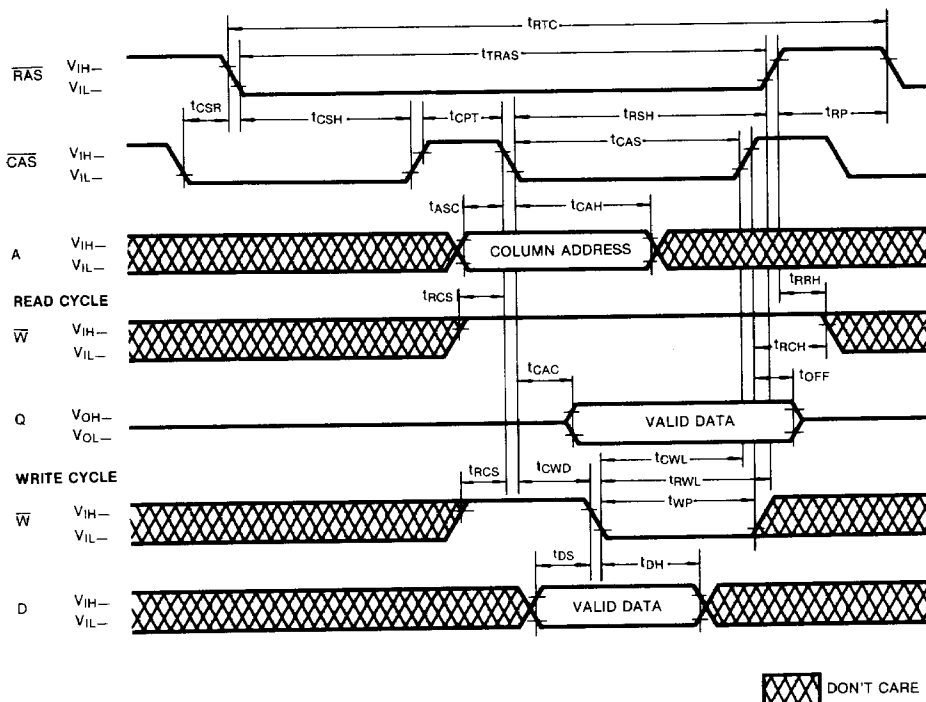 tRTC
tTRAS
RAS
VIH—
VIL—
tCSR
tCSH
tCPT
tRSH
tRP
tCAS
CAS
VIH—
VIL—
tASC
tCAH
A
VIH—
VIL—
COLUMN ADDRESS
READ CYCLE
tRCS
tRRH
W
VIH—
VIL—
tRCH
tCAC
tOFF
Q
VOH—
VOL—
VALID DATA
WRITE CYCLE
tRCS
tCWD
tCWL
tRWL
tWP
W
VIH—
VIL—
tDS
tDH
D
VIH—
VIL—
VALID DATA
DON'T CARE